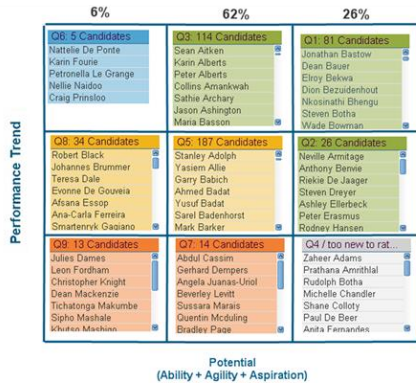 6%
62%
26%
Q6: 5 Candidates
Nattelie De Ponte
Karin Fourie
Petronella Le Grange
Nellie Naidoo
Craig Prinsloo
Q3: 114 Candidates
Sean Aitken
Karin Alberts
Peter Alberts
Collins Amankwah
Sathie Archary
Jason Ashington
Maria Basson
Q1: 81 Candidates
Jonathan Bastow
Dean Bauer
Elroy Bekwa
Dion Bezuidenhout
Nkosinathi Bhengu
Steven Botha
Wade Bowman
Q8: 34 Candidates
Robert Black
Johannes Brummer
Teresa Dale
Evonne De Gouveia
Afsana Essop
Ana-Carla Ferreira
Smartenryk Gagiano
Q5: 187 Candidates
Stanley Adolph
Yasiem Allie
Garry Babich
Ahmed Badat
Yusuf Badat
Sarel Badenhorst
Mark Barker
Q2: 26 Candidates
Neville Armitage
Anthony Benvie
Riekie De Jaager
Steven Dreyer
Ashley Ellerbeck
Peter Erasmus
Rodney Hansen
Q9: 13 Candidates
Julies Dames
Leon Fordham
Christopher Knight
Dean Mackenzie
Tichatonga Makumbe
Sipho Mashale
Khutso Mashigo
Q7: 14 Candidates
Abdul Cassim
Gerhard Dempers
Angela Juanas-Uriol
Beverley Levitt
Sussara Marais
Quentin Mcduling
Bradley Page
Q4 / too new to rat...
Zaheer Adams
Prathana Amrithlal
Rudolph Botha
Michelle Chandler
Shane Colloty
Paul De Beer
Anita Fernandes
Performance Trend
Potential
(Ability + Agility + Aspiration)